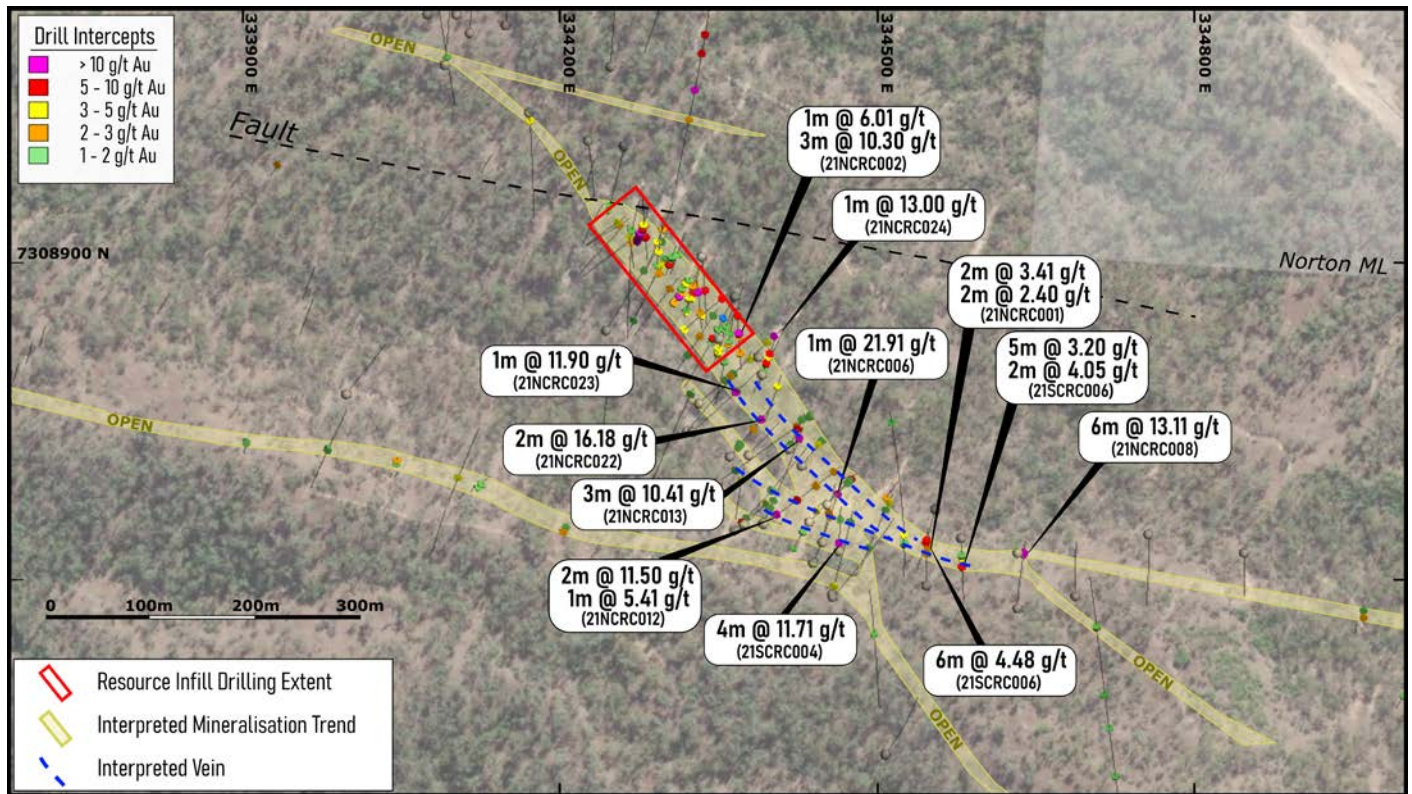 Drill Intercepts
> 10 g/t Au
5 - 10 g/t Au
3 - 5 g/t Au
2 - 3 g/t Au
1 - 2 g/t Au
339900 E
334200 E
334500 E
334800 E
OPEN
Fault
OPEN
1m @ 6.01 g/t
3m @ 10.30 g/t
(21NCRC002)
1m @ 13.00 g/t
(21NCRC024)
7308900 N
Norton ML
2m @ 3.41 g/t
2m @ 2.40 g/t
(21NCRC001)
1m @ 11.90 g/t
(21NCRC023)
1m @ 21.91 g/t
(21NCRC006)
5m @ 3.20 g/t
2m @ 4.05 g/t
(21SCRC006)
OPEN
2m @ 16.18 g/t
(21NCRC022)
6m @ 13.11 g/t
(21NCRC008)
3m @ 10.41 g/t
(21NCRC013)
2m @ 11.50 g/t
1m @ 5.41 g/t
(21NCRC012)
4m @ 11.71 g/t
(21SCRC004)
6m @ 4.48 g/t
(21SCRC006)
OPEN
OPEN
0 100m 200m 300m
Resource Infill Drilling Extent
Interpreted Mineralisation Trend
Interpreted Vein